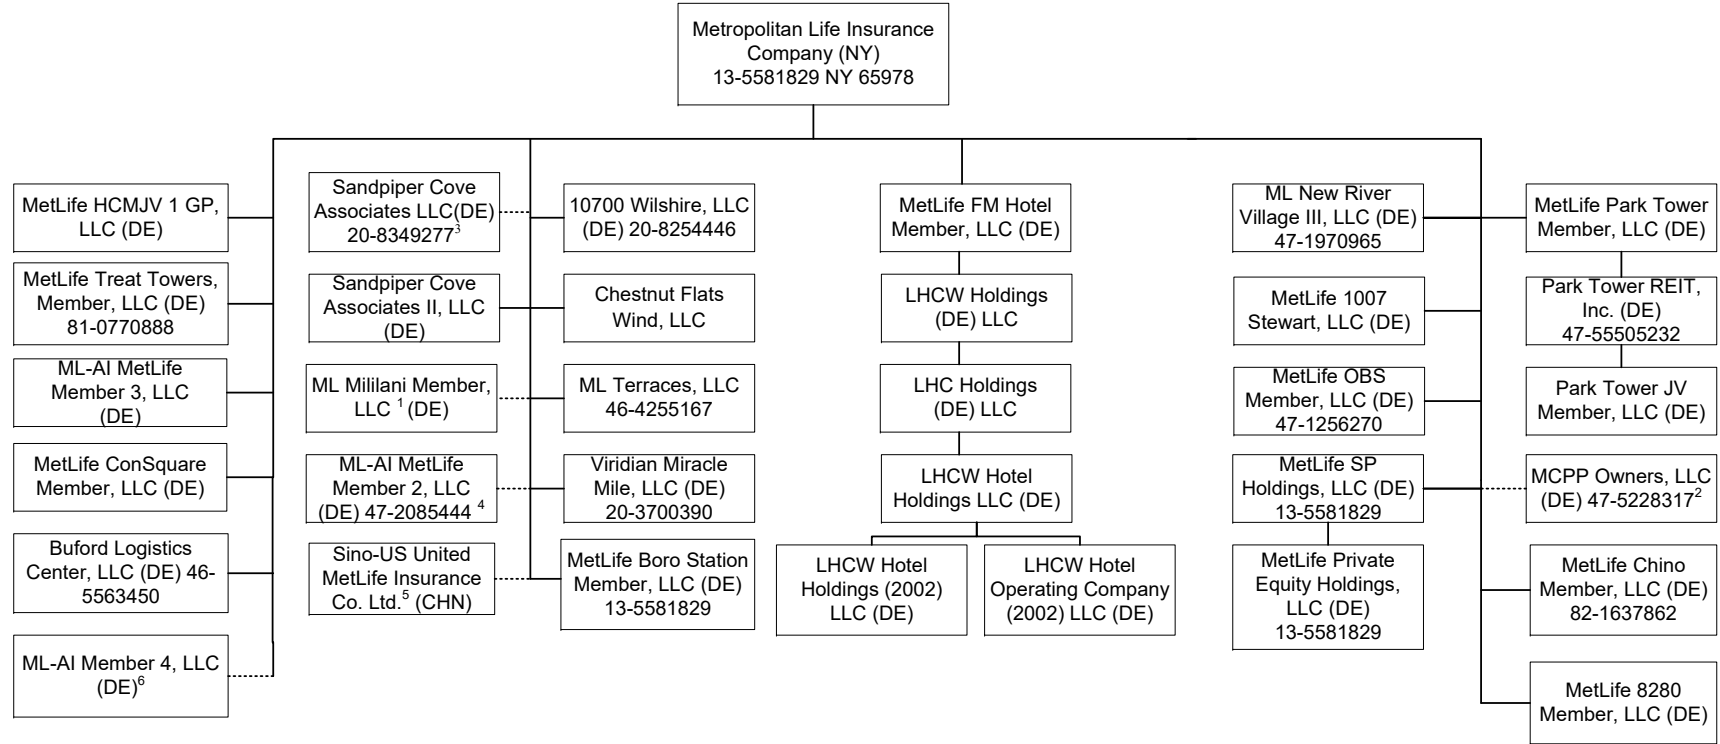 Metropolitan Life Insurance
Company (NY)
13-5581829 NY 65978
MetLife HCMJV 1 GP,
LLC (DE)
MetLife Treat Towers,
Member, LLC (DE)
81-0770888
ML-AI MetLife
Member 3, LLC
(DE)
MetLife ConSquare
Member, LLC (DE)
Buford Logistics
Center, LLC (DE) 46-
5563450
ML-AI Member 4, LLC
(DE)6
Sandpiper Cove
Associates LLC(DE)
20-83492773
Sandpiper Cove
Associates II, LLC
(DE)
ML Mililani Member,
LLC 1 (DE)
ML-AI MetLife
Member 2, LLC
(DE) 47-2085444 4
Sino-US United
MetLife Insurance
Co. Ltd.5 (CHN)
10700 Wilshire, LLC
(DE) 20-8254446
Chestnut Flats
Wind, LLC
ML Terraces, LLC
46-4255167
Viridian Miracle
Mile, LLC (DE)
20-3700390
MetLife Boro Station
Member, LLC (DE)
13-5581829
MetLife FM Hotel
Member, LLC (DE)
LHCW Holdings
(DE) LLC
LHC Holdings
(DE) LLC
LHCW Hotel
Holdings LLC (DE)
LHCW Hotel
Holdings (2002)
LLC (DE)
LHCW Hotel
Operating Company
(2002) LLC (DE)
ML New River
Village III, LLC (DE)
47-1970965
MetLife 1007
Stewart, LLC (DE)
MetLife OBS
Member, LLC (DE)
47-1256270
MetLife SP
Holdings, LLC (DE)
13-5581829
MetLife Private
Equity Holdings,
LLC (DE)
13-5581829
MetLife Park Tower
Member, LLC (DE)
Park Tower REIT,
Inc. (DE)
47-55505232
Park Tower JV
Member, LLC (DE)
MCPP Owners, LLC
(DE) 47-52283172
MetLife Chino
Member, LLC (DE)
82-1637862
MetLife 8280
Member, LLC (DE)